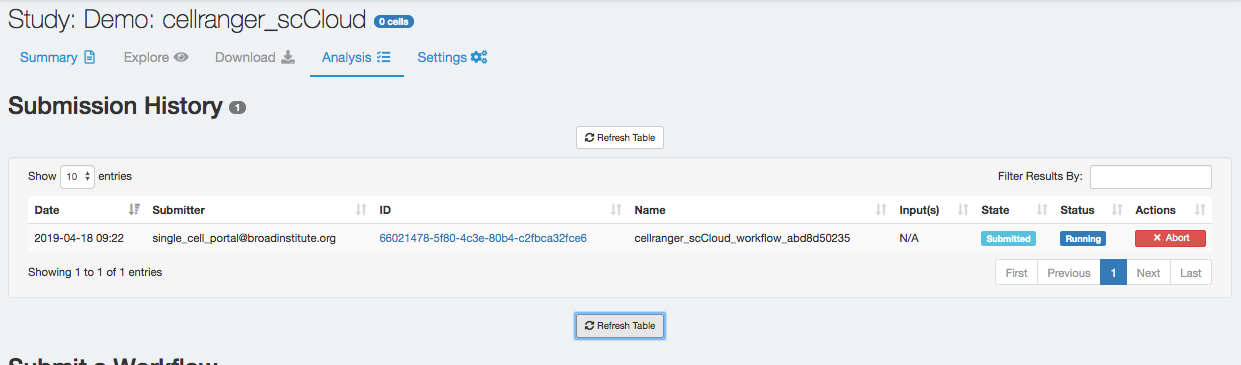 Study: Demo: cellranger_scCloud 0 cells
Summary Explore Download Analysis Settings
Submission History 1
Refresh Table
Show 10 entries Filter Results By:
Date Submitter ID Name Input(s) State Status Actions
2019-04-18 09:22 single_cell_portal@broadinstitute.org 66021478-5f80-4c3e-80b4-c2fbca32fce6 cellranger_scCloud_workflow_abd8d50235 N/A Submitted Running Abort
Showing 1 to 1 of 1 entries First Previous 1 Next Last
Refresh Table
Submit a Workflow